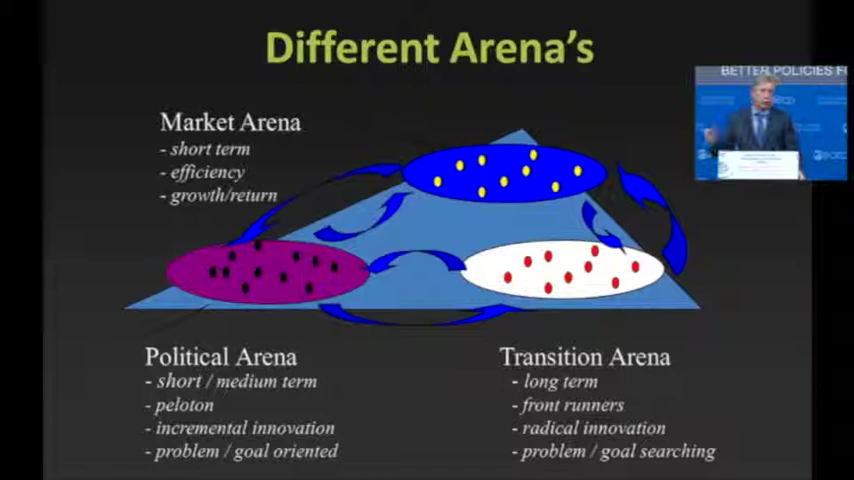 Different Arena's
BETTER POLICIES F
Market Arena
- short term
- efficiency
- growth/return
Political Arena
- short / medium term
- peloton
- incremental innovation
- problem / goal oriented
Transition Arena
- long term
- front runners
- radical innovation
- problem / goal searching